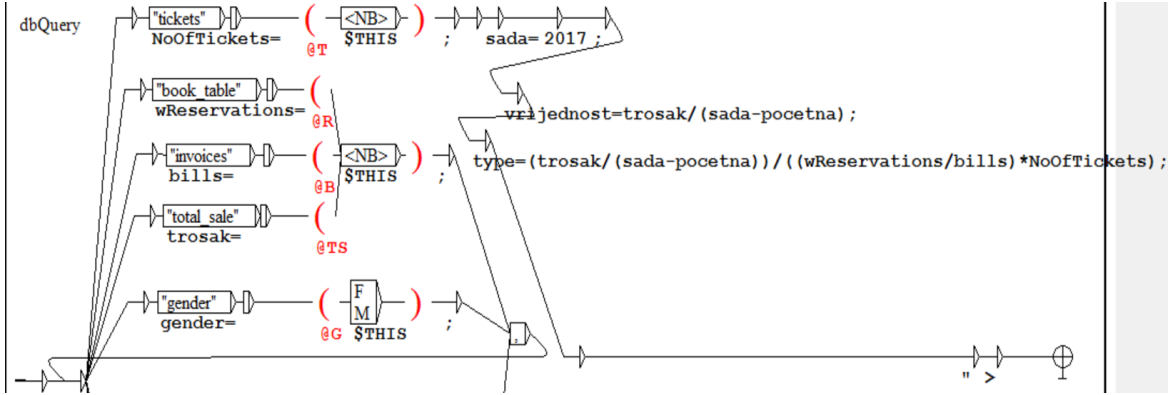 dbQuery
"tickets" ( <NB> )
NoOfTickets= @T $THIS ; sada= 2017 ;
"book_table" (
wReservations= @R
vrijednost=trosak/(sada-pocetna);
"invoices" ( <NB> )
bills= @B $THIS ;
type=(trosak/(sada-pocetna))/((wReservations/bills)*NoOfTickets);
"total_sale" (
trosak= @TS
"gender" ( F )
M
gender= @G $THIS ;
,
" >